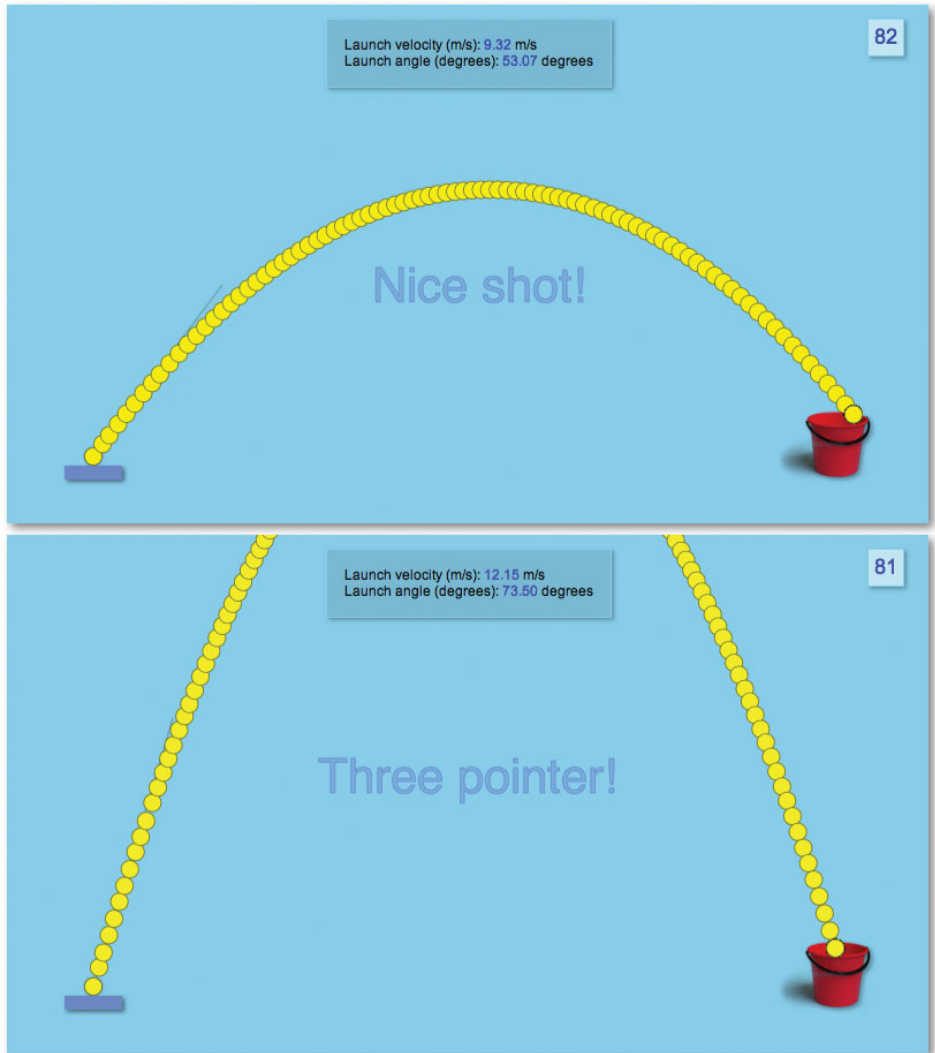 Launch velocity (m/s): 9.32 m/s
Launch angle (degrees): 53.07 degrees
82
Nice shot!
Launch velocity (m/s): 12.15 m/s
Launch angle (degrees): 73.50 degrees
81
Three pointer!